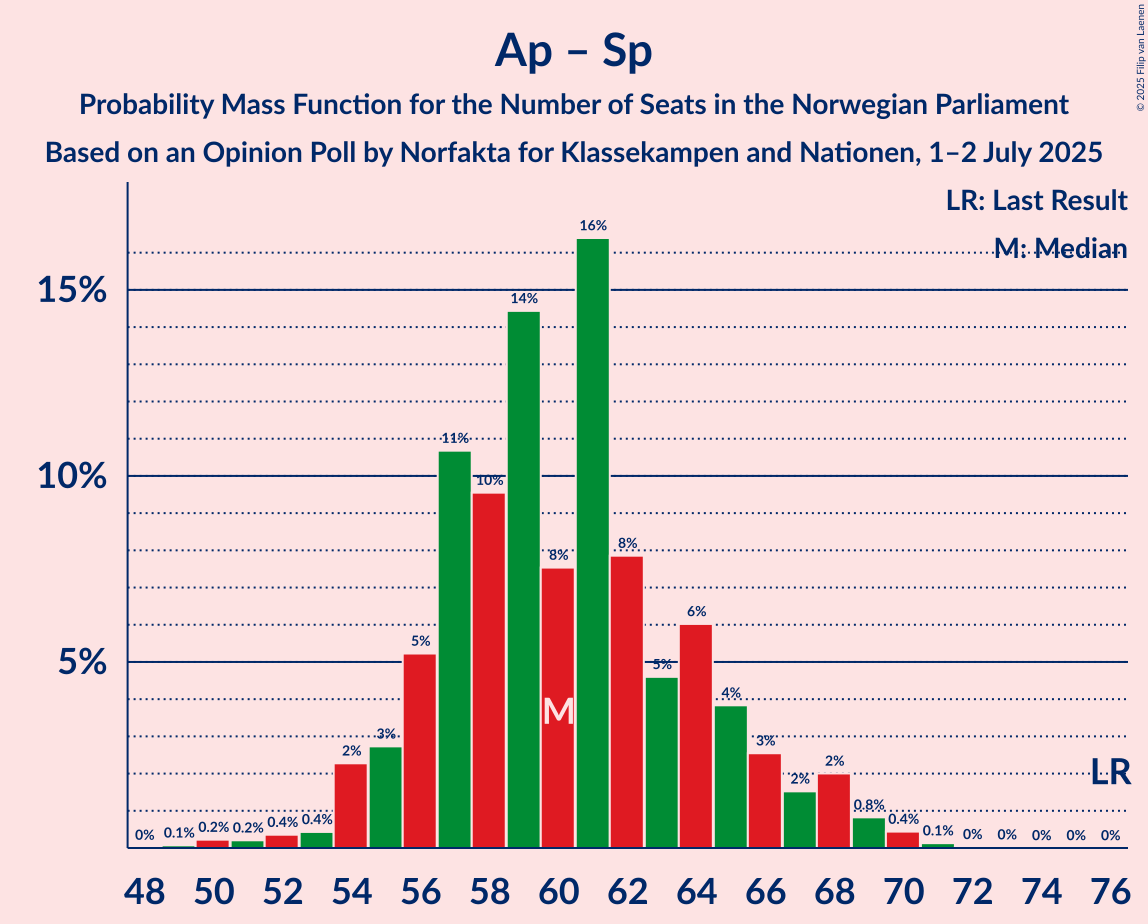 Ap – Sp
Probability Mass Function for the Number of Seats in the Norwegian Parliament
Based on an Opinion Poll by Norfakta for Klassekampen and Nationen, 1–2 July 2025
© 2025 Filip van Laenen
LR: Last Result
M: Median
15%
10%
5%
0% 0.1% 0.2% 0.2% 0.4% 0.4% 2% 3% 5% 11% 10% 14% 8% 16% 8% 5% 6% 4% 3% 2% 2% 0.8% 0.4% 0.1% 0% 0% 0% 0% 0%
M
LR
48 50 52 54 56 58 60 62 64 66 68 70 72 74 76